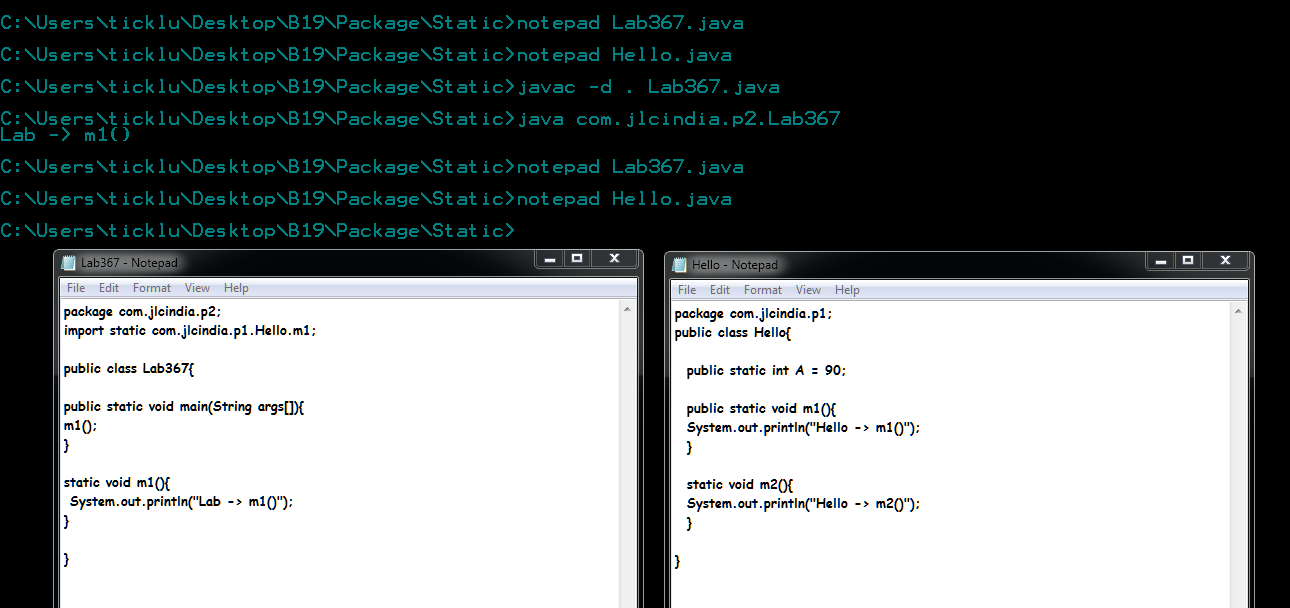 C:\Users\ticklu\Desktop\B19\Package\Static>notepad Lab367.java
C:\Users\ticklu\Desktop\B19\Package\Static>notepad Hello.java
C:\Users\ticklu\Desktop\B19\Package\Static>javac -d . Lab367.java
C:\Users\ticklu\Desktop\B19\Package\Static>java com.jlcindia.p2.Lab367
Lab -> m1()
C:\Users\ticklu\Desktop\B19\Package\Static>notepad Lab367.java
C:\Users\ticklu\Desktop\B19\Package\Static>notepad Hello.java
C:\Users\ticklu\Desktop\B19\Package\Static>
Lab367 - Notepad
File Edit Format View Help
package com.jlcindia.p2;
import static com.jlcindia.p1.Hello.m1;
public class Lab367{
public static void main(String args[]){
m1();
}
static void m1(){
System.out.println("Lab -> m1()");
}
}
Hello - Notepad
File Edit Format View Help
package com.jlcindia.p1;
public class Hello{
public static int A = 90;
public static void m1(){
System.out.println("Hello -> m1()");
}
static void m2(){
System.out.println("Hello -> m2()");
}
}